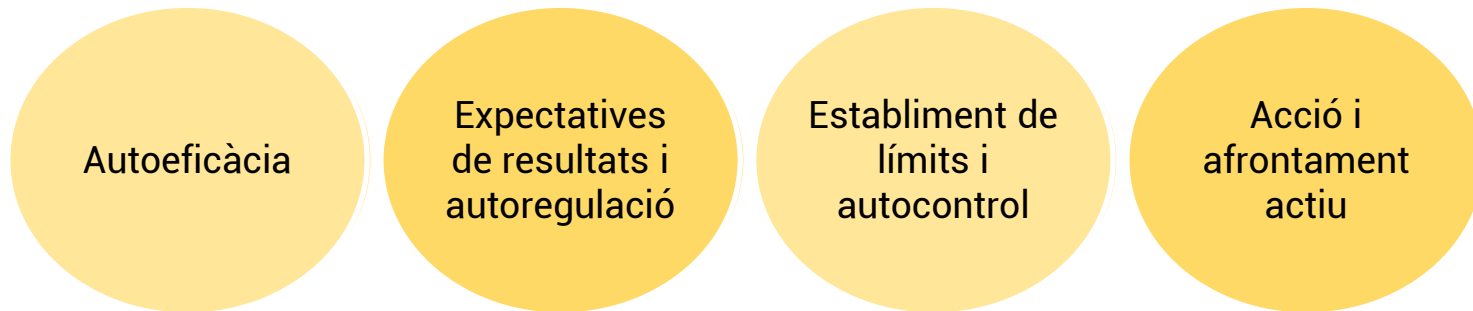 Autoeficàcia
Expectatives
de resultats i
autoregulació
Establiment de
límits i
autocontrol
Acció i
afrontament
actiu